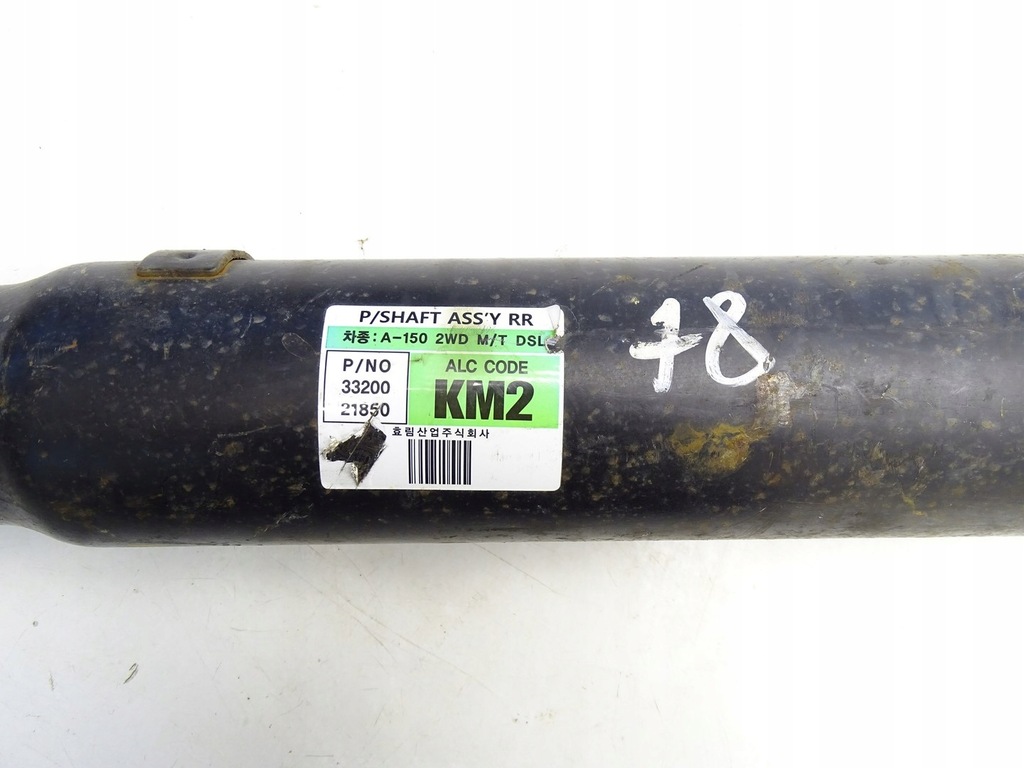 P/SHAFT ASS'Y RR
차종: A-150 2WD M/T DSL
P/NO
33200
21850
ALC CODE
KM2
효림산업주식회사
78